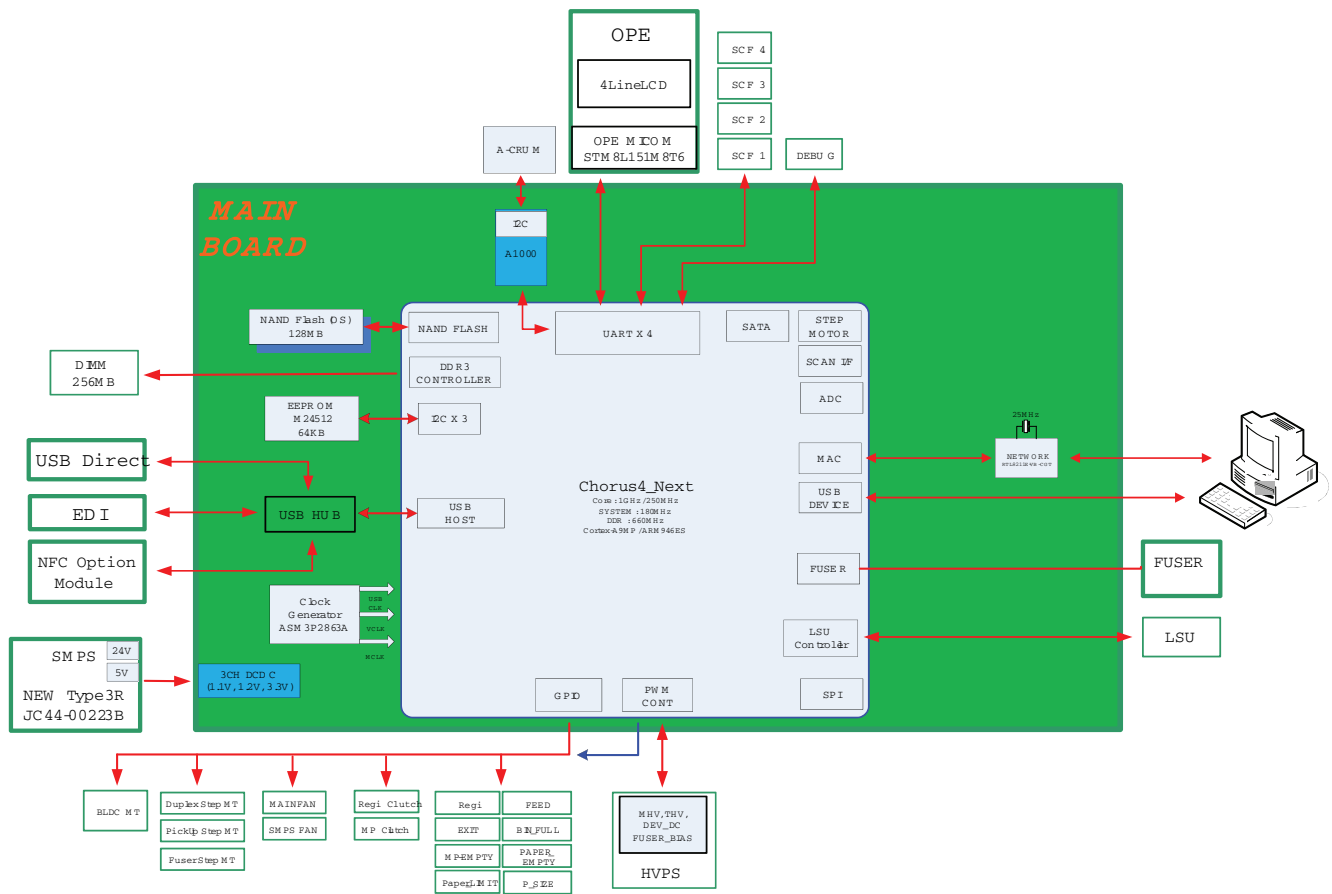 OPE
4LineLCD
OPE MICOM
STM8L151M8T6
SCF 4
SCF 3
SCF 2
SCF 1
DEBUG
A-CRUM
MAIN
BOARD
I2C
A1000
NAND Flash (DS)
128MB
NAND FLASH
UART X 4
SATA
STEP
MOTOR
SCAN I/F
ADC
DIMM
256MB
DDR3
CONTROLLER
EEPROM
M24512
64KB
I2C X 3
25MHz
NETWORK
MAC
USB Direct
EDI
NFC Option
Module
USB HUB
USB
HOST
Chorus4_Next
Core : 1GHz / 250MHz
SYSTEM : 180MHz
DDR : 660MHz
Cortex-A9MP / ARM946ES
USB
DEVICE
FUSER
FUSER
Clock
Generator
ASM3P2863A
USB
CLK
VCLK
MCLK
LSU
Controller
LSU
SMPS
24V
5V
NEW Type3R
JC44-00223B
3CH DCDC
(1.1V, 1.2V, 3.3V)
GPIO
PWM
CONT
SPI
BLDC MT
Duplex Step MT
PickUp Step MT
Fuser Step MT
MAIN FAN
SMPS FAN
Regi Clutch
MP Clutch
Regi
FEED
EXIT
BIN_FULL
MP-EMPTY
PAPER_
EMPTY
Paper_LIMIT
P_SIZE
MHV, THV,
DEV_DC
FUSER_BIAS
HVPS